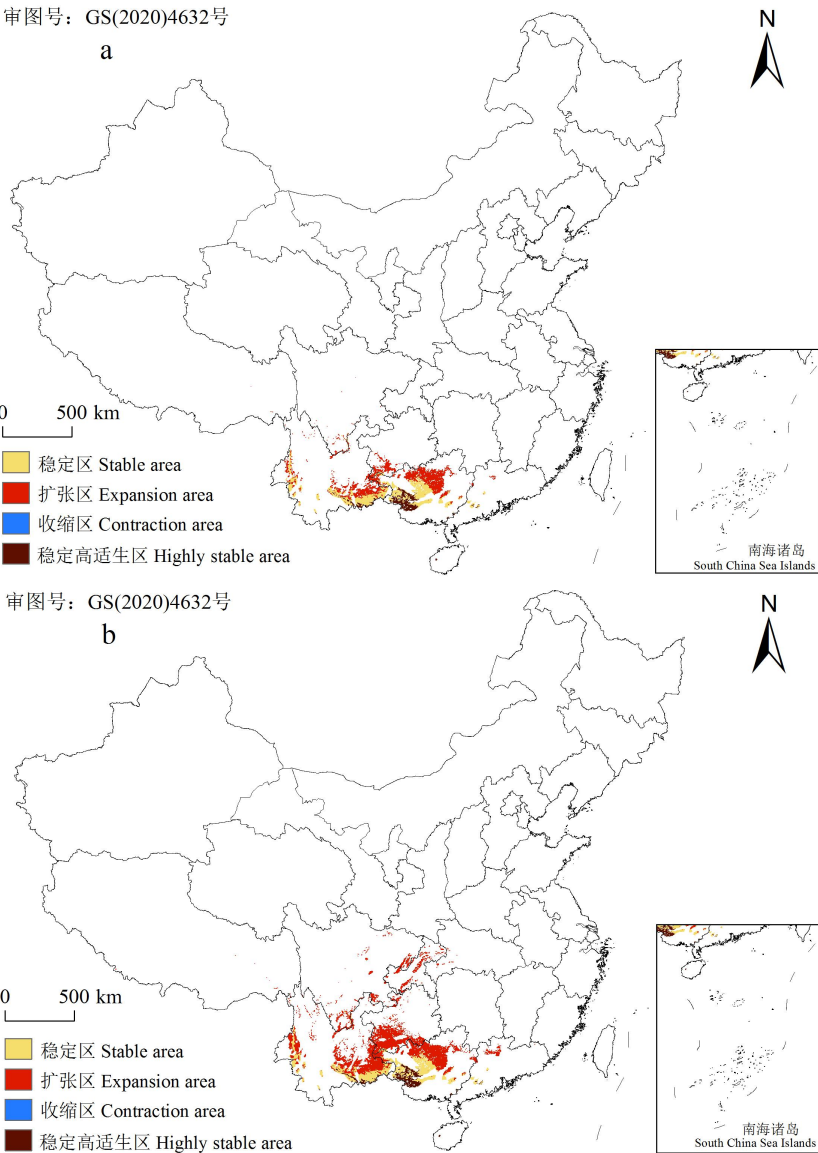 审图号：GS(2020)4632号
a
N
0 500 km
稳定区 Stable area
扩张区 Expansion area
收缩区 Contraction area
稳定高适生区 Highly stable area
南海诸岛
South China Sea Islands
审图号：GS(2020)4632号
b
N
0 500 km
稳定区 Stable area
扩张区 Expansion area
收缩区 Contraction area
稳定高适生区 Highly stable area
南海诸岛
South China Sea Islands